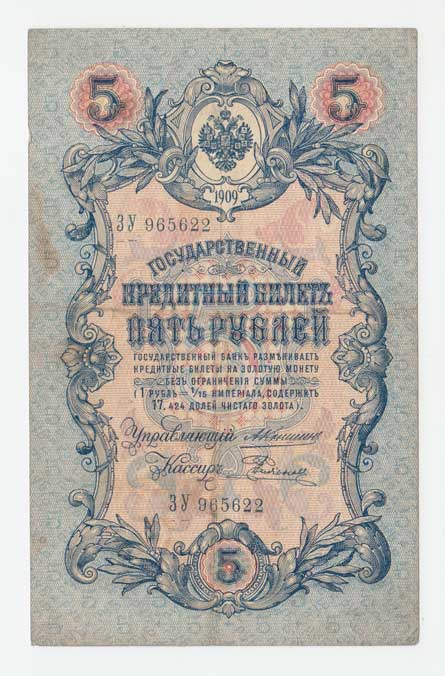 5 5
1909
ЗУ 965622
ГОСУДАРСТВЕННЫЙ
КРЕДИТНЫЙ БИЛЕТЪ
ПЯТЬ РУБЛЕЙ
ГОСУДАРСТВЕННЫЙ БАНКЪ РАЗМѢНИВАЕТЪ
КРЕДИТНЫЕ БИЛЕТЫ НА ЗОЛОТУЮ МОНЕТУ
БЕЗЪ ОГРАНИЧЕНІЯ СУММЫ
(1 РУБЛЬ = 1/15 ИМПЕРІАЛА, СОДЕРЖИТЪ
17,424 ДОЛЕЙ ЧИСТАГО ЗОЛОТА).
Управляющій
Кассиръ
ЗУ 965622
5